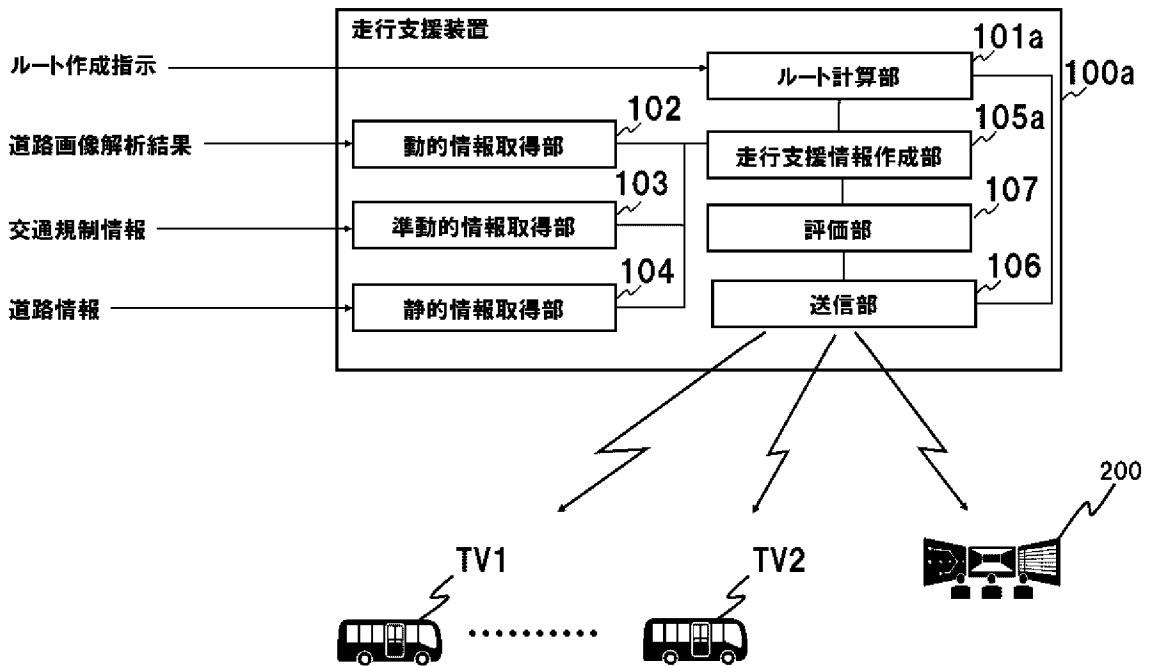 走行支援装置
101a
ルート作成指示
ルート計算部
100a
102
105a
道路画像解析結果
動的情報取得部
走行支援情報作成部
103
107
交通規制情報
準動的情報取得部
評価部
104
106
道路情報
静的情報取得部
送信部
200
TV1
TV2